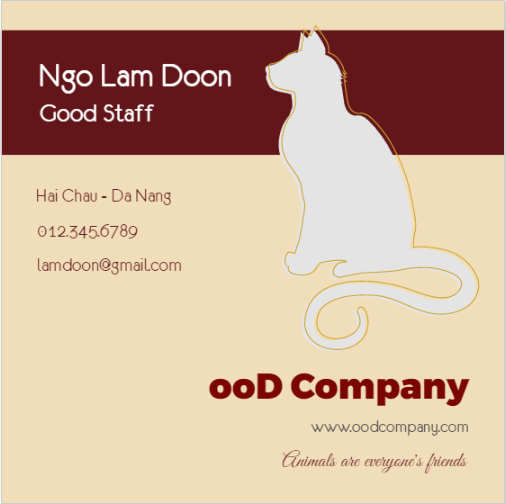 Ngo Lam Doon
Good Staff
Hai Chau - Da Nang
012.345.6789
lamdoon@gmail.com
ooD Company
www.oodcompany.com
Animals are everyone's friends